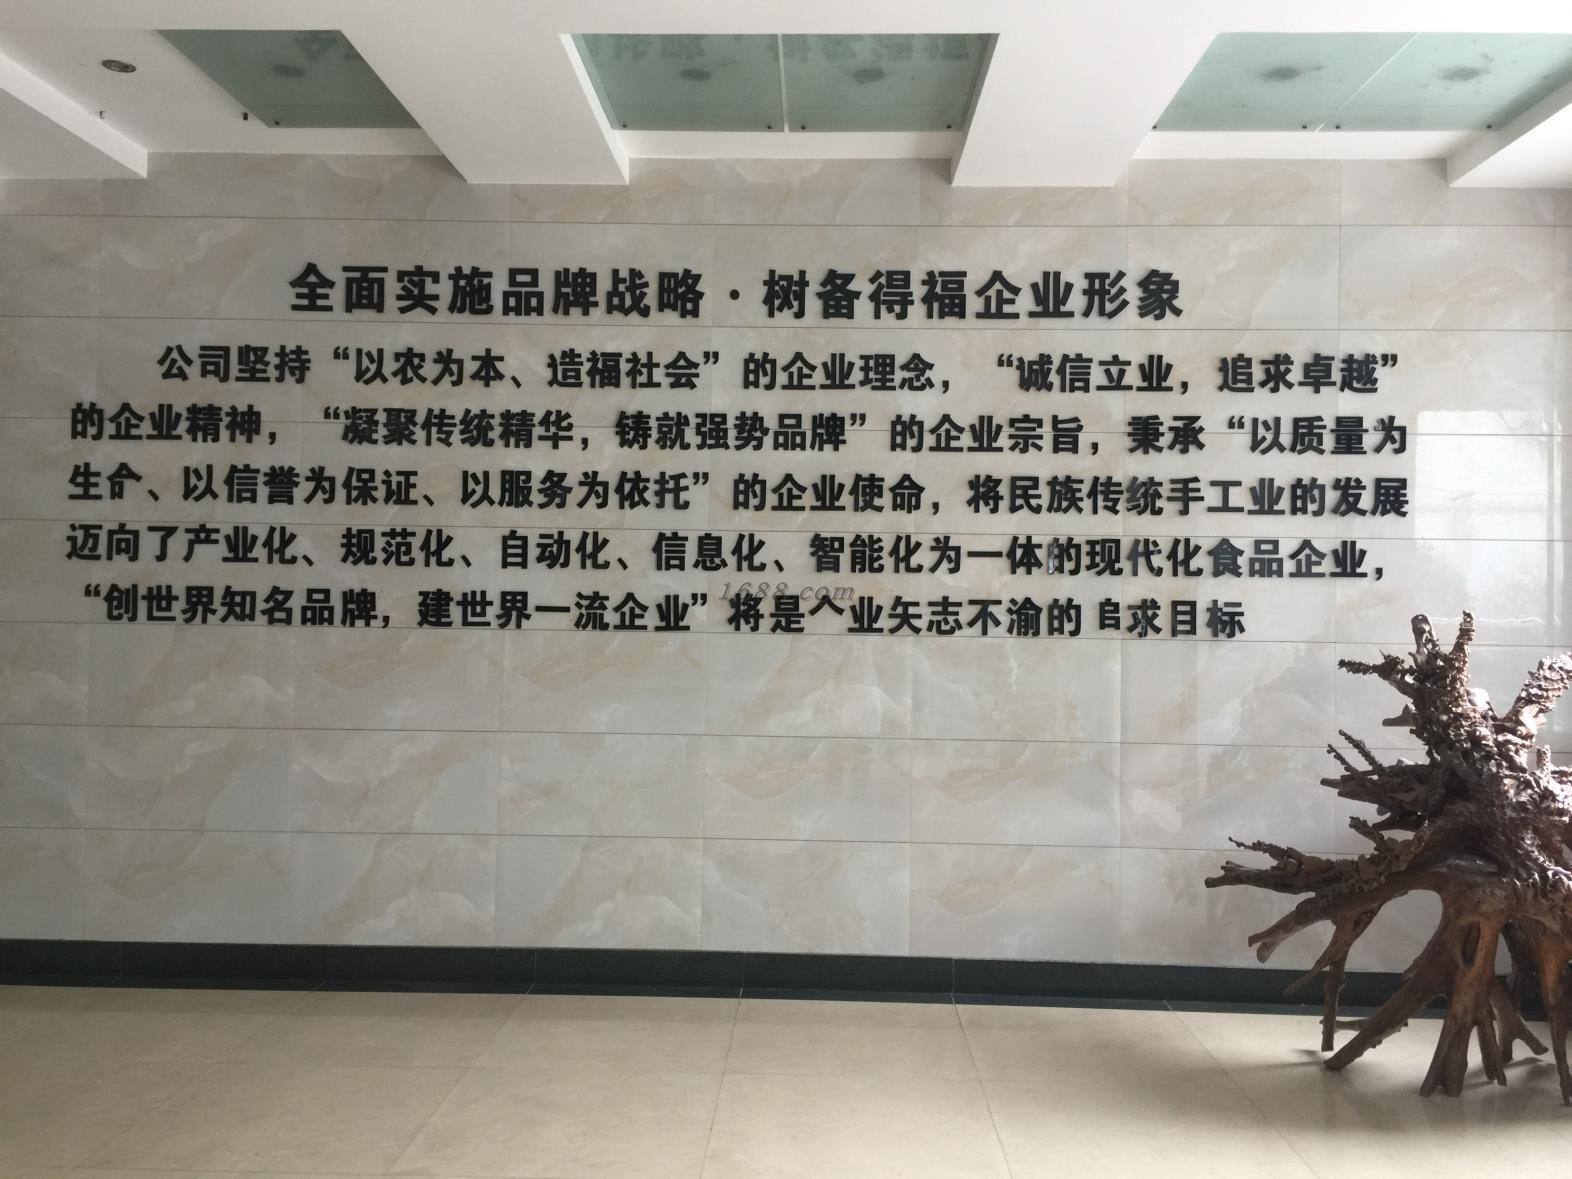 全面实施品牌战略·树备得福企业形象
公司坚持“以农为本、造福社会”的企业理念，“诚信立业，追求卓越”
的企业精神，“凝聚传统精华，铸就强势品牌”的企业宗旨，秉承“以质量为
生命、以信誉为保证、以服务为依托”的企业使命，将民族传统手工业的发展
迈向了产业化、规范化、自动化、信息化、智能化为一体的现代化食品企业，
“创世界知名品牌，建世界一流企业”将是企业矢志不渝的追求目标
1688.com